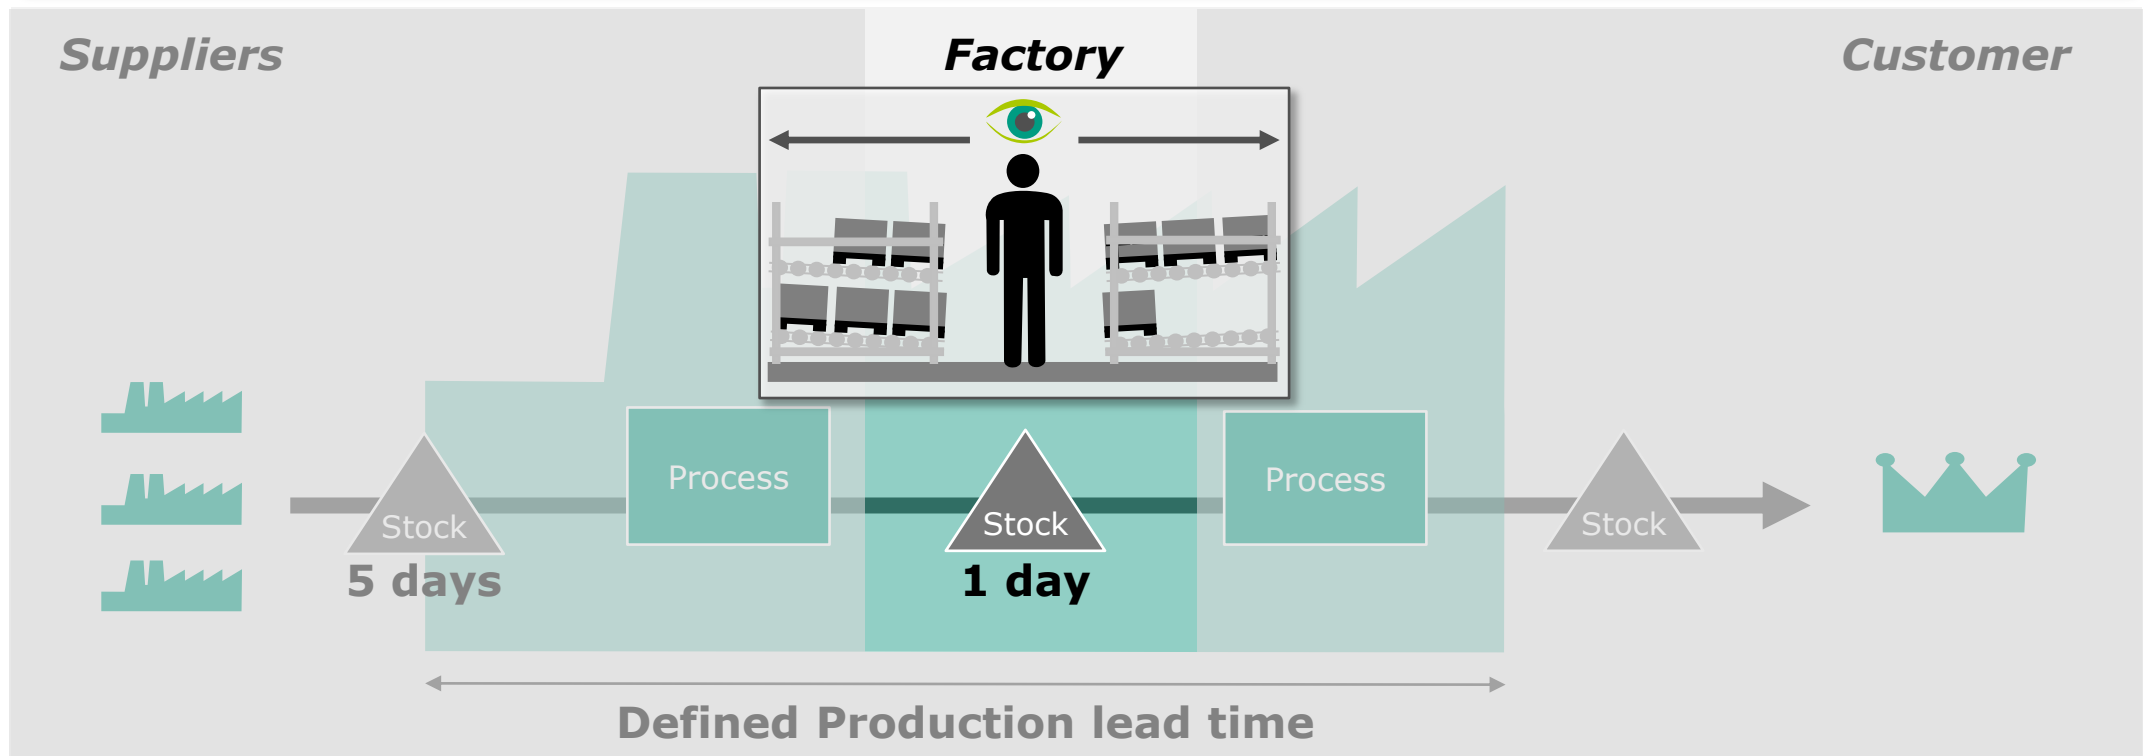 Suppliers
Factory
Customer
Process
Process
Stock
Stock
Stock
5 days
1 day
Defined Production lead time